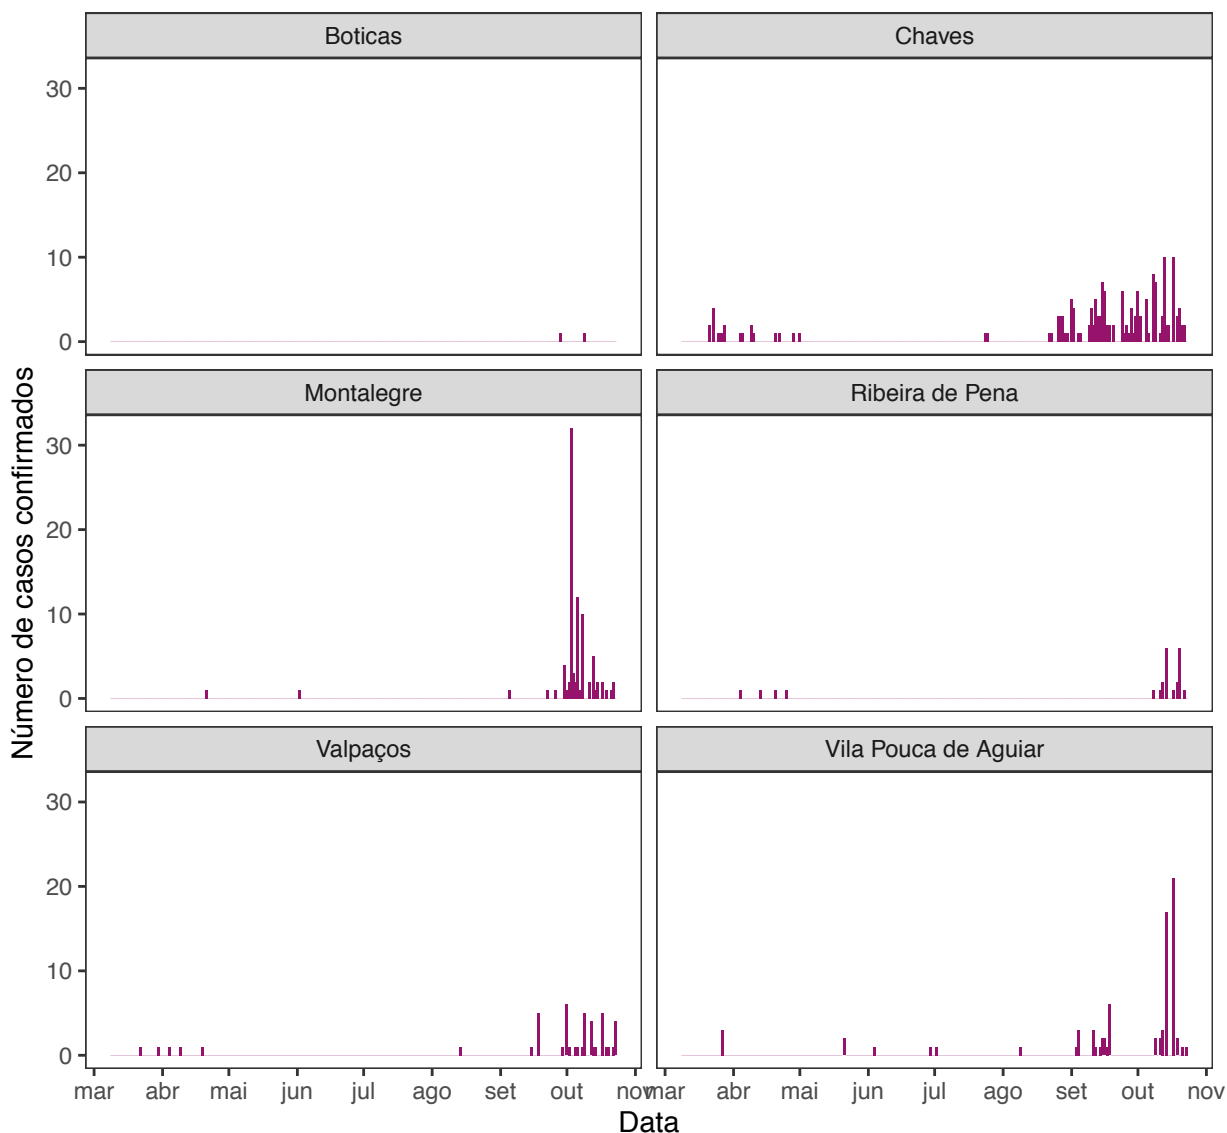 Boticas
Chaves
30
20
10
0
Montalegre
Ribeira de Pena
30
20
10
0
Valpaços
Vila Pouca de Aguiar
30
20
10
0
mar abr mai jun jul ago set out nov
mar abr mai jun jul ago set out nov
Data
Número de casos confirmados